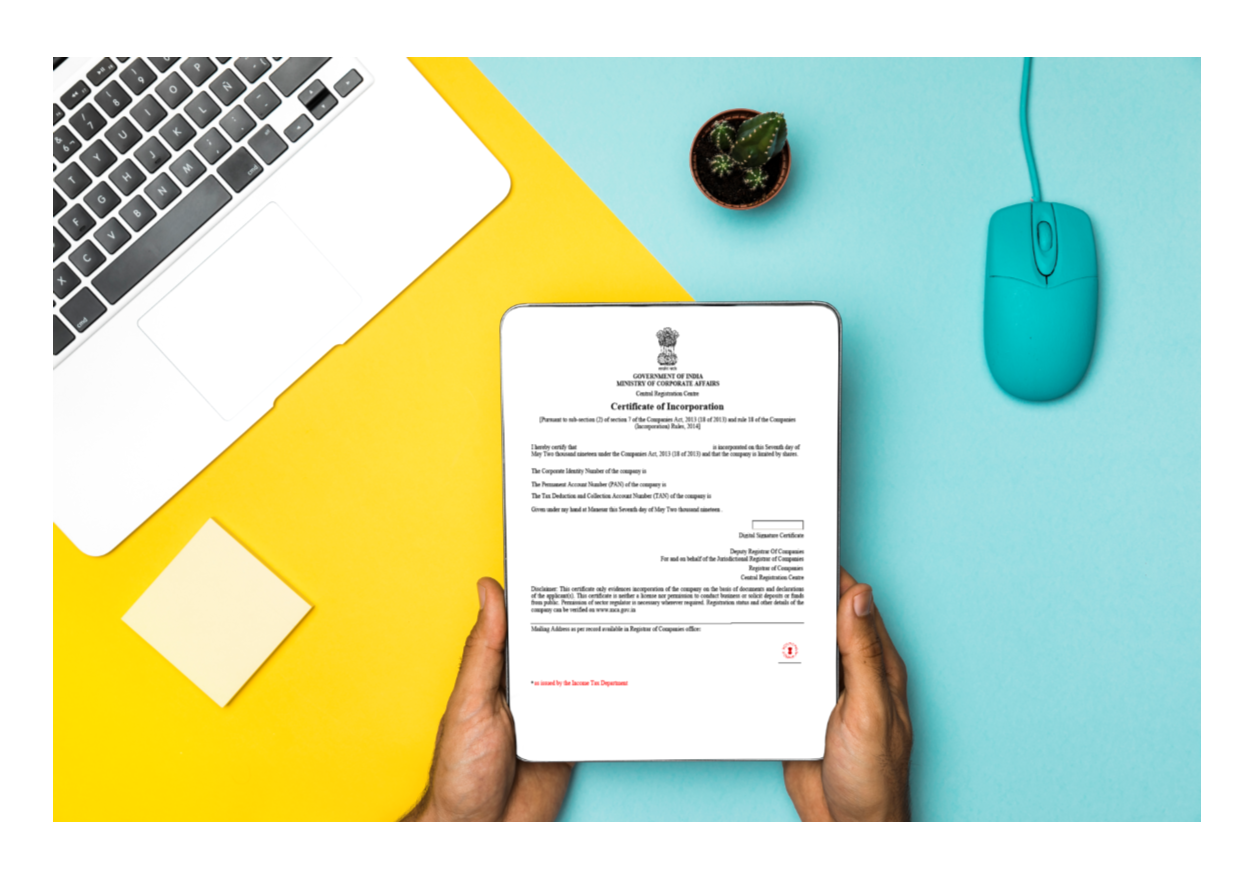 GOVERNMENT OF INDIA
MINISTRY OF CORPORATE AFFAIRS
Central Registration Centre
Certificate of Incorporation
[Pursuant to sub-section (2) of section 7 of the Companies Act, 2013 (18 of 2013) and rule 18 of the Companies
(Incorporation) Rules, 2014]
I hereby certify that is incorporated on this Seventh day of
May Two thousand nineteen under the Companies Act, 2013 (18 of 2013) and that the company is limited by shares.
The Corporate Identity Number of the company is
The Permanent Account Number (PAN) of the company is
The Tax Deduction and Collection Account Number (TAN) of the company is
Given under my hand at Manesar this Seventh day of May Two thousand nineteen .
Digital Signature Certificate
Deputy Registrar Of Companies
For and on behalf of the Jurisdictional Registrar of Companies
Registrar of Companies
Central Registration Centre
Disclaimer: This certificate only evidences incorporation of the company on the basis of documents and declarations
of the applicant(s). This certificate is neither a license nor permission to conduct business or solicit deposits or funds
from public. Permission of sector regulator is necessary wherever required. Registration status and other details of the
company can be verified on www.mca.gov.in
Mailing Address as per record available in Registrar of Companies office:
* as issued by the Income Tax Department